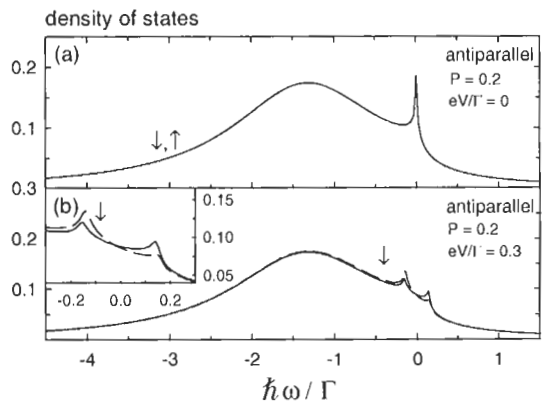 density of states
(a)
antiparallel
P = 0.2
eV/Γ = 0
0.2
0.1
↓,↑
0.3
(b)
0.15
0.10
0.05
-0.2 0.0 0.2
↓
↓
antiparallel
P = 0.2
eV/Γ = 0.3
0.2
0.1
-4 -3 -2 -1 0 1
ħω/Γ